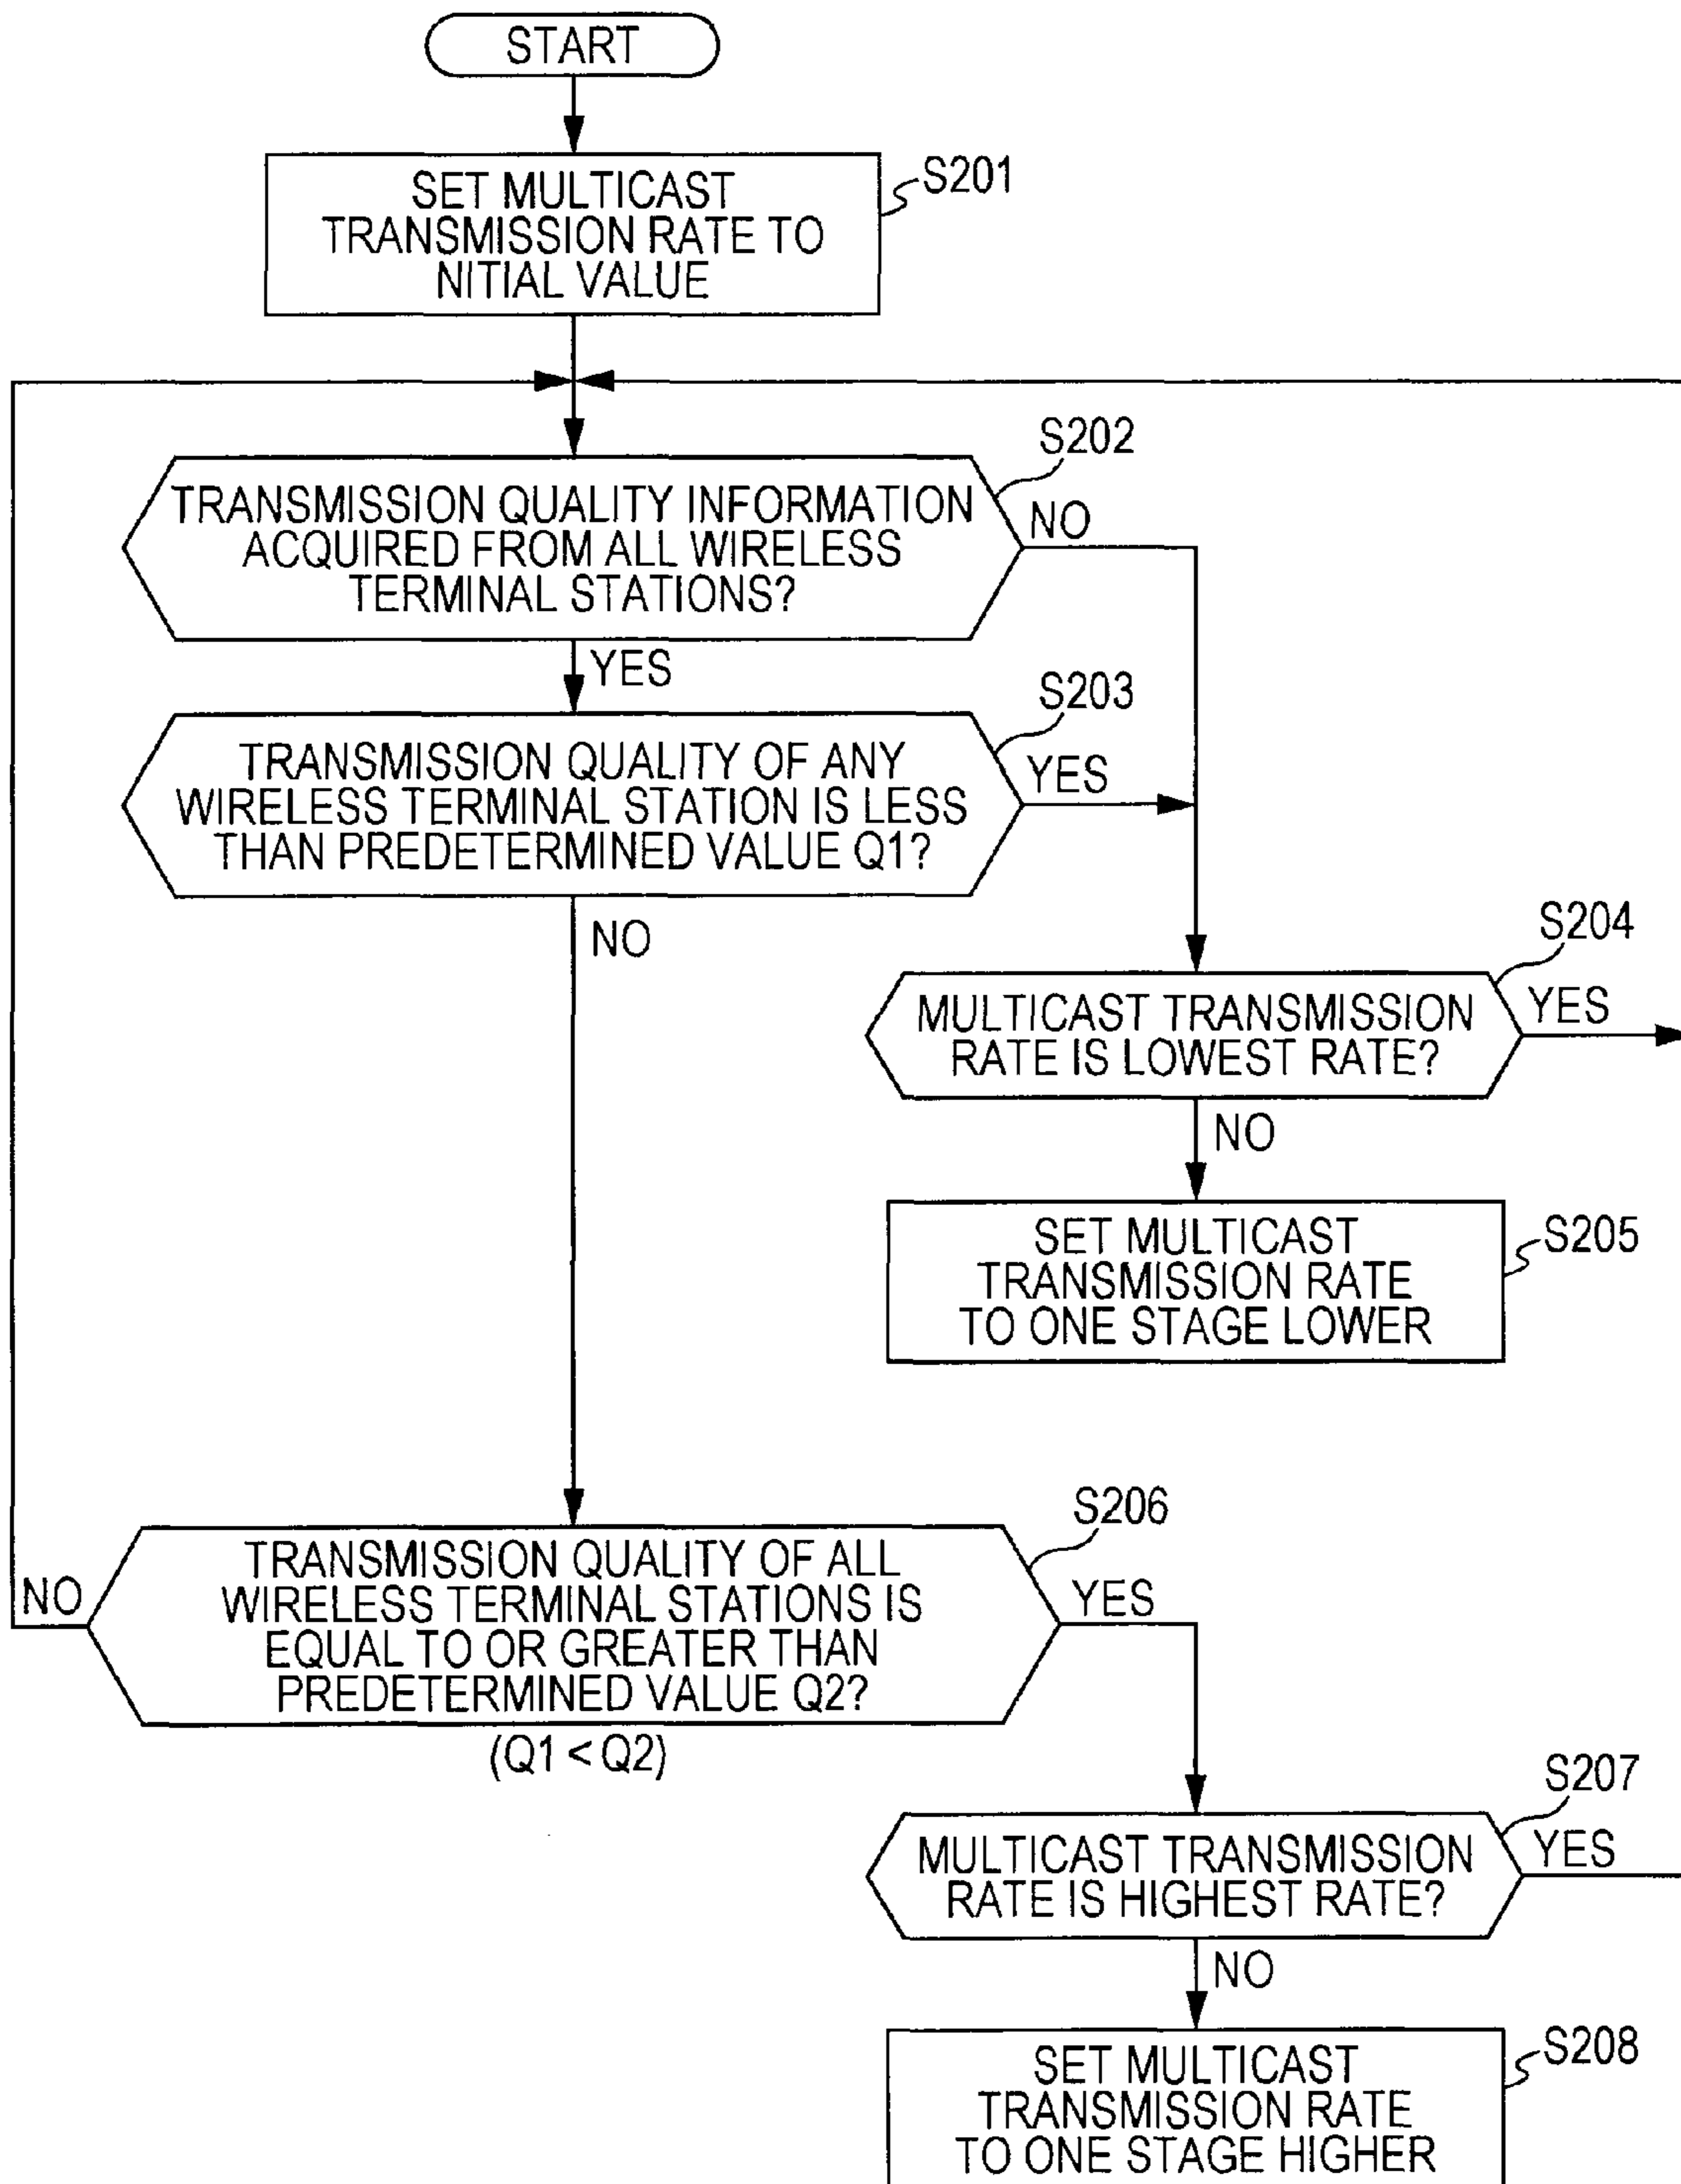 START
SET MULTICAST
TRANSMISSION RATE TO
NITIAL VALUE
S201
S202
TRANSMISSION QUALITY INFORMATION
ACQUIRED FROM ALL WIRELESS
TERMINAL STATIONS?
NO
YES
S203
TRANSMISSION QUALITY OF ANY
WIRELESS TERMINAL STATION IS LESS
THAN PREDETERMINED VALUE Q1?
YES
NO
S204
MULTICAST TRANSMISSION
RATE IS LOWEST RATE?
YES
NO
SET MULTICAST
TRANSMISSION RATE
TO ONE STAGE LOWER
S205
S206
TRANSMISSION QUALITY OF ALL
WIRELESS TERMINAL STATIONS IS
EQUAL TO OR GREATER THAN
PREDETERMINED VALUE Q2?
NO
YES
(Q1 < Q2)
S207
MULTICAST TRANSMISSION
RATE IS HIGHEST RATE?
YES
NO
SET MULTICAST
TRANSMISSION RATE
TO ONE STAGE HIGHER
S208